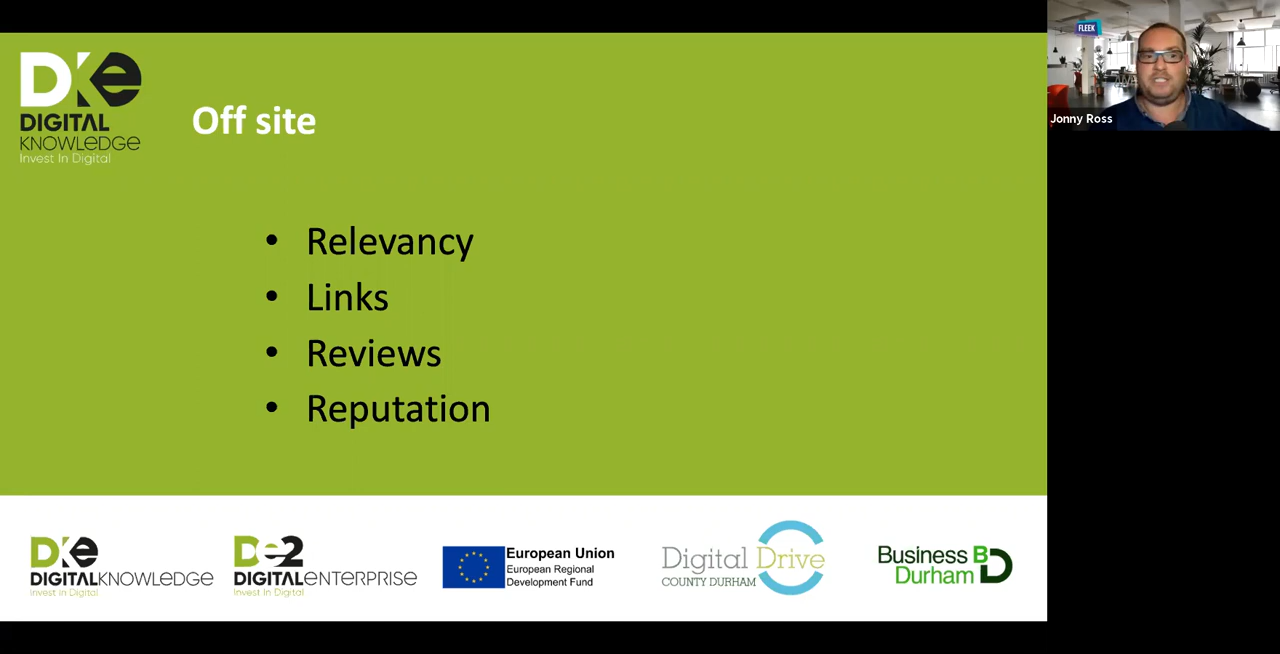 DKe
DIGITAL
KNOWLEDGE
Invest In Digital
Off site
• Relevancy
• Links
• Reviews
• Reputation
FLEEK
Jonny Ross
DKe
DIGITALKNOWLEDGE
Invest In Digital
De2
DIGITALENTERPRISE
Invest In Digital
European Union
European Regional
Development Fund
Digital Drive
COUNTY DURHAM
Business BD
Durham